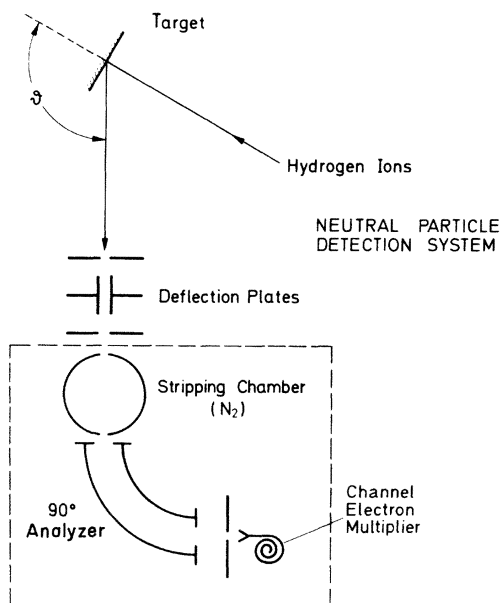 Target
ϑ
Hydrogen Ions
NEUTRAL PARTICLE
DETECTION SYSTEM
Deflection Plates
Stripping Chamber
(N₂)
90°
Analyzer
Channel
Electron
Multiplier